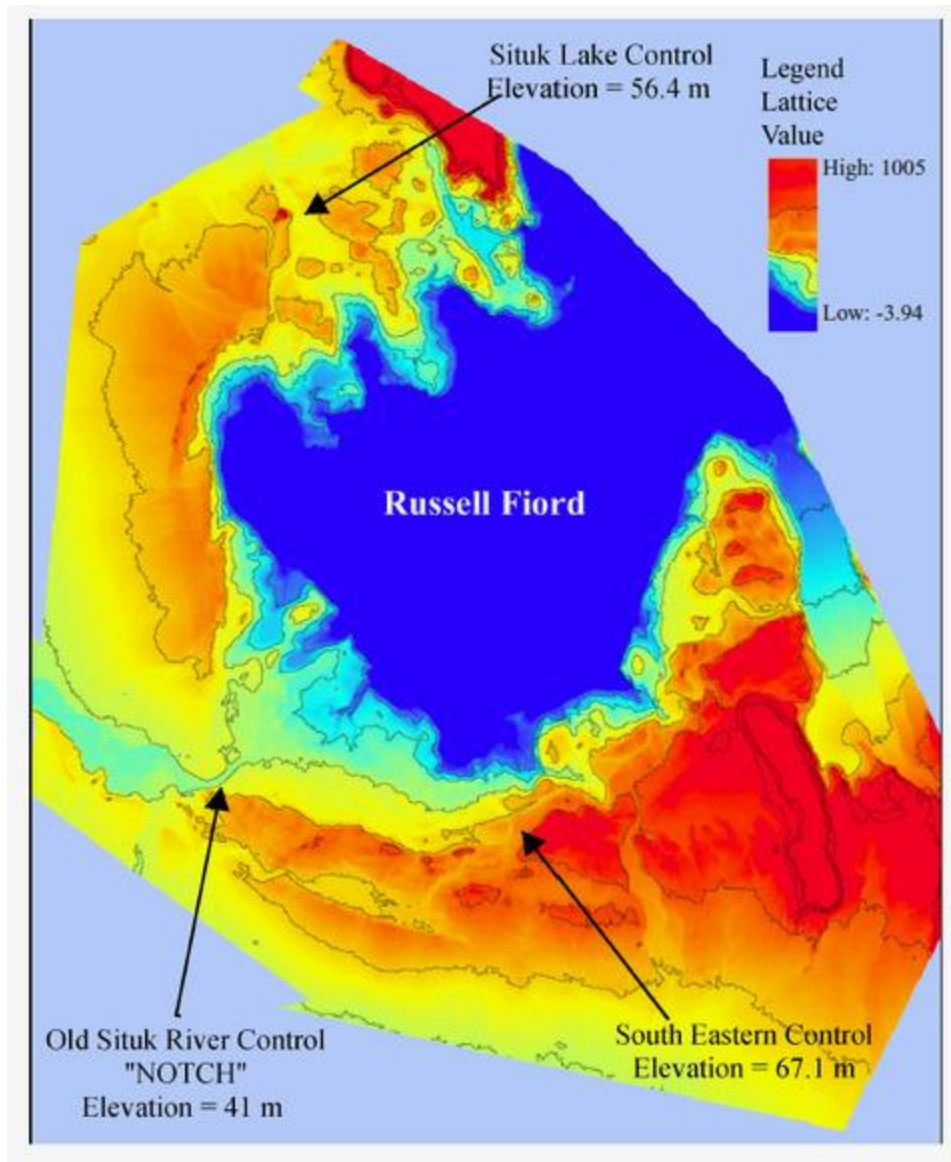 Situk Lake Control
Elevation = 56.4 m
Legend
Lattice
Value
High: 1005
Low: -3.94
Russell Fiord
Old Situk River Control
"NOTCH"
Elevation = 41 m
South Eastern Control
Elevation = 67.1 m